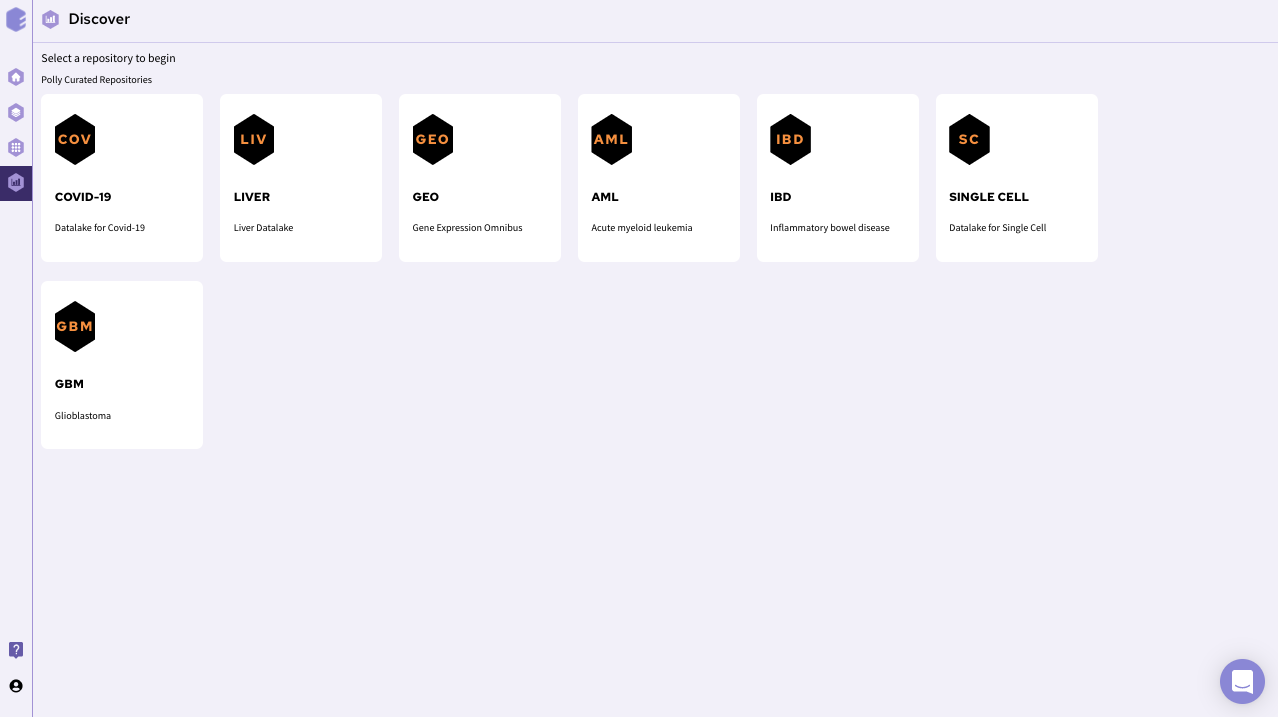 Discover
Select a repository to begin
Polly Curated Repositories
COV
COVID-19
Datalake for Covid-19
LIV
LIVER
Liver Datalake
GEO
GEO
Gene Expression Omnibus
AML
AML
Acute myeloid leukemia
IBD
IBD
Inflammatory bowel disease
SC
SINGLE CELL
Datalake for Single Cell
GBM
GBM
Glioblastoma
?